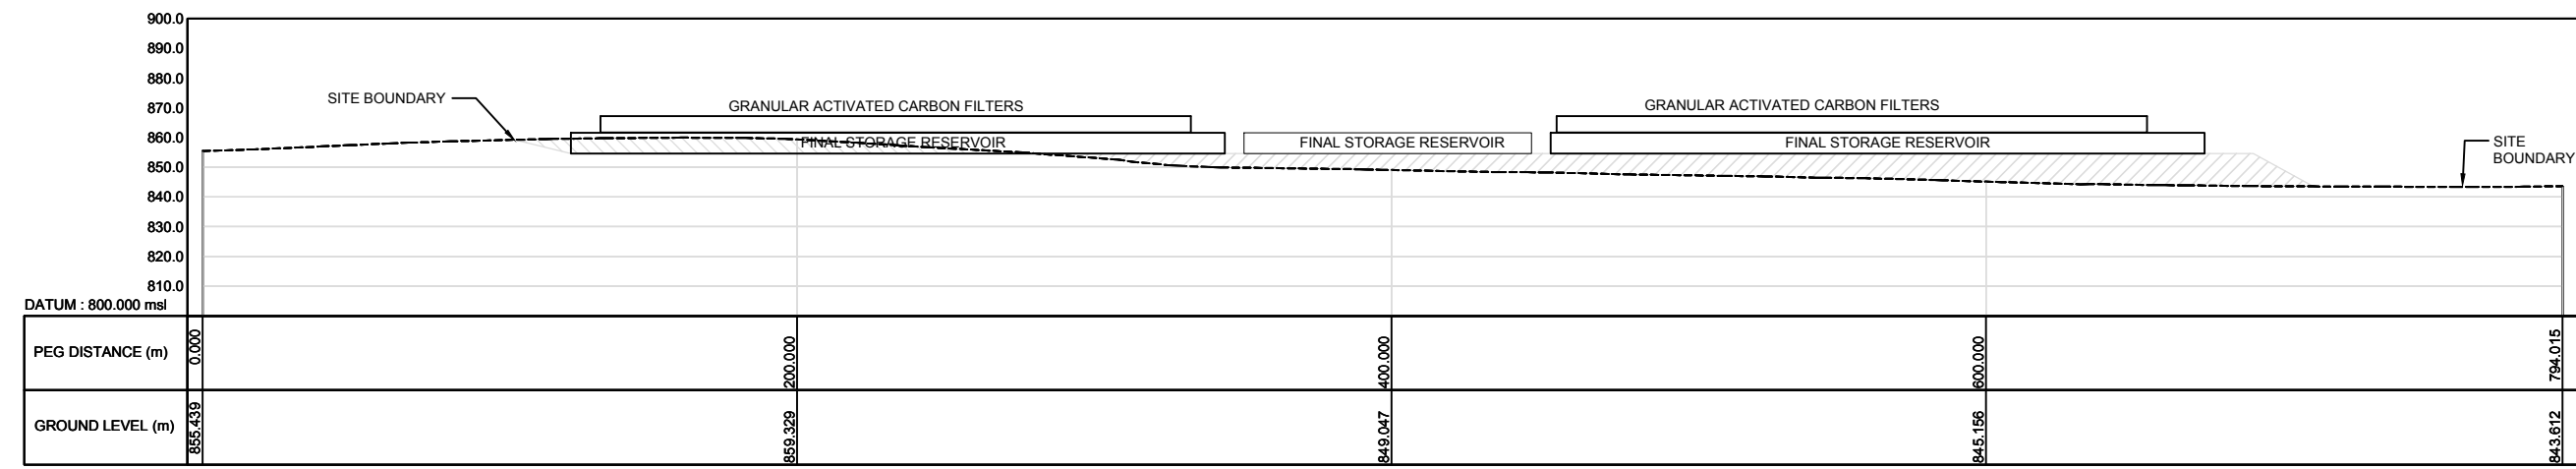 900.0
890.0
880.0
870.0
860.0
850.0
840.0
830.0
820.0
810.0
DATUM : 800.000 msl
SITE BOUNDARY
GRANULAR ACTIVATED CARBON FILTERS
FINAL STORAGE RESERVOIR
FINAL STORAGE RESERVOIR
GRANULAR ACTIVATED CARBON FILTERS
FINAL STORAGE RESERVOIR
SITE
BOUNDARY
PEG DISTANCE (m)
0.000
200.000
400.000
600.000
794.015
GROUND LEVEL (m)
855.439
859.329
849.047
845.156
843.612